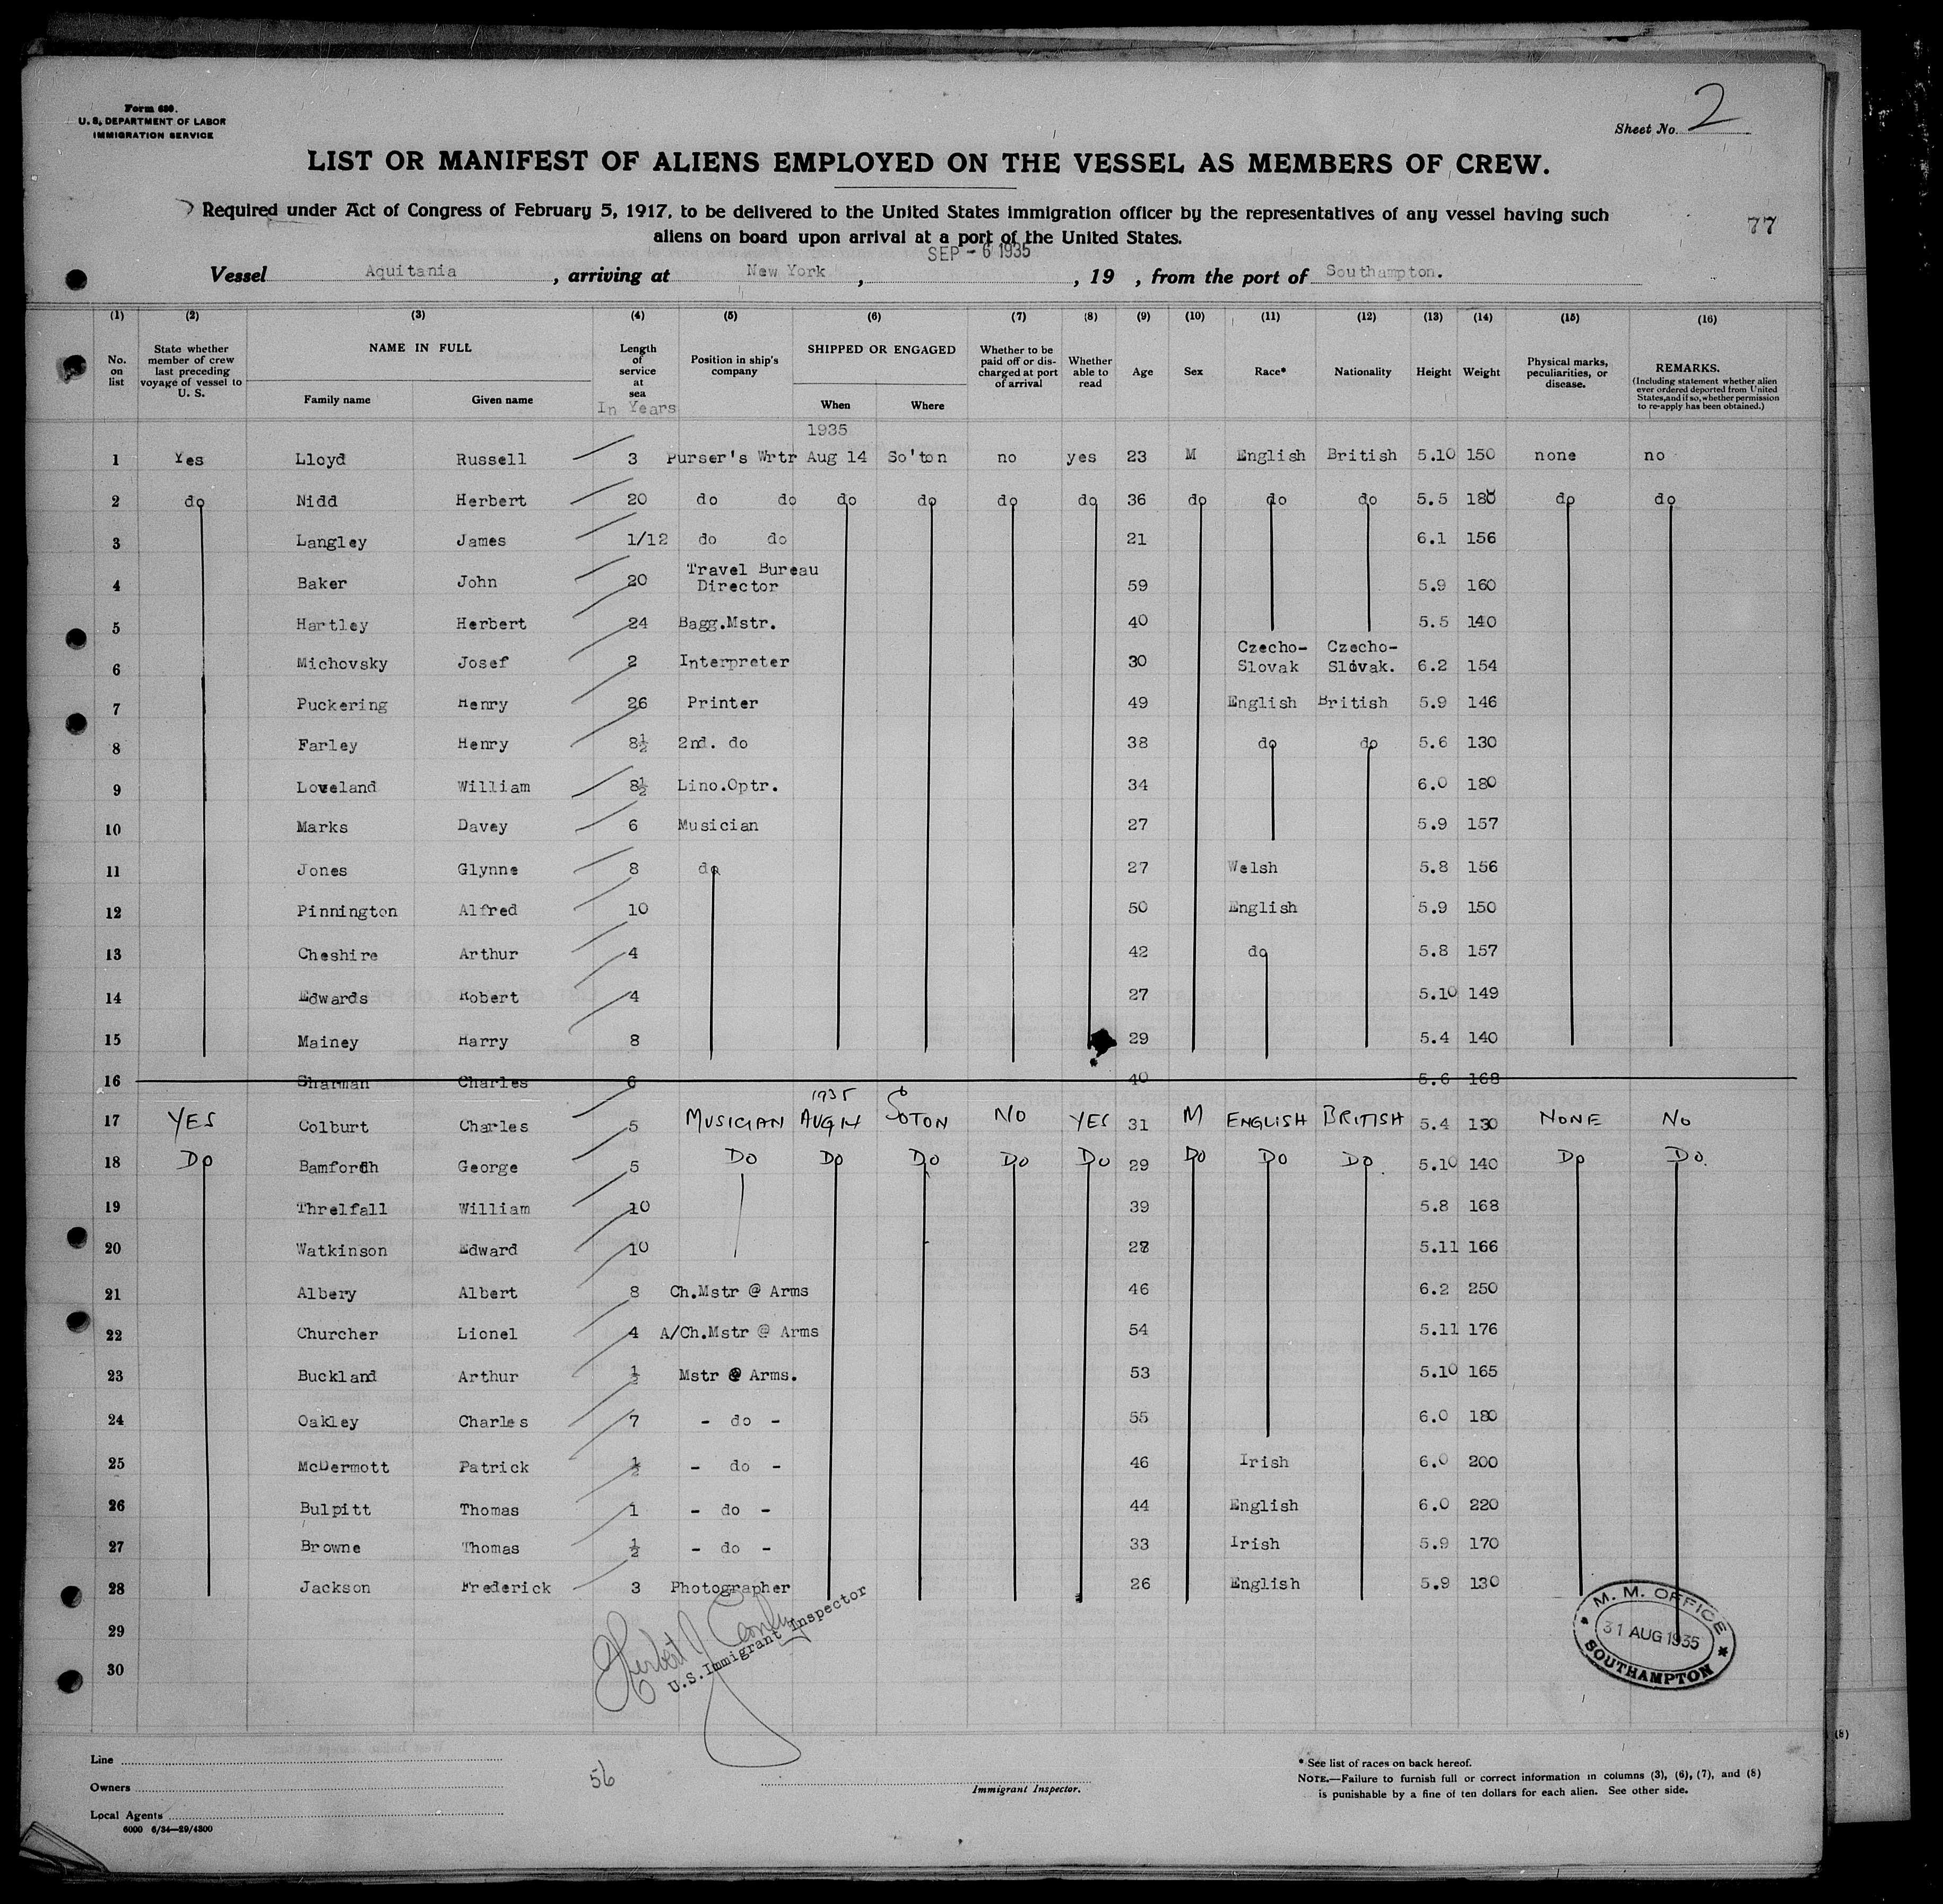 Form 689.
U. S. DEPARTMENT OF LABOR
IMMIGRATION SERVICE
Sheet No. 2
LIST OR MANIFEST OF ALIENS EMPLOYED ON THE VESSEL AS MEMBERS OF CREW.
Required under Act of Congress of February 5, 1917, to be delivered to the United States immigration officer by the representatives of any vessel having such
aliens on board upon arrival at a port of the United States.
77
SEP - 6 1935
Vessel Aquitania , arriving at New York , , 19 , from the port of Southampton.
(1) (2) (3) (4) (5) (6) (7) (8) (9) (10) (11) (12) (13) (14) (15) (16)
No. on list State whether member of crew last preceding voyage of vessel to U. S. NAME IN FULL Family name Given name Length of service at sea In Years Position in ship's company SHIPPED OR ENGAGED When Where Whether to be paid off or discharged at port of arrival Whether able to read Age Sex Race* Nationality Height Weight Physical marks, peculiarities, or disease. REMARKS. (Including statement whether alien ever ordered deported from United States, and if so, whether permission to re-apply has been obtained.)
1935
1 Yes Lloyd Russell 3 Purser's Wrtr Aug 14 So'ton no yes 23 M English British 5.10 150 none no
2 do Nidd Herbert 20 do do do do do do 36 do do do 5.5 180 do do
3 Langley James 1/12 do do 21 6.1 156
4 Baker John 20 Travel Bureau Director 59 5.9 160
5 Hartley Herbert 24 Bagg.Mstr. 40 5.5 140
6 Michovsky Josef 2 Interpreter 30 Czecho-Slovak Czecho-Slovak. 6.2 154
7 Puckering Henry 26 Printer 49 English British 5.9 146
8 Farley Henry 8½ 2nd. do 38 do do 5.6 130
9 Loveland William 8½ Lino.Optr. 34 6.0 180
10 Marks Davey 6 Musician 27 5.9 157
11 Jones Glynne 8 do 27 Welsh 5.8 156
12 Pinnington Alfred 10 50 English 5.9 150
13 Cheshire Arthur 4 42 do 5.8 157
14 Edwards Robert 4 27 5.10 149
15 Mainey Harry 8 29 5.4 140
16 Sharman Charles 6 40 5.6 168
1935
17 YES Colburt Charles 5 MUSICIAN AUG 14 SOTON NO YES 31 M ENGLISH BRITISH 5.4 130 NONE NO
18 DO Bamfordh George 5 DO DO DO DO DO 29 DO DO DO. 5.10 140 DO DO.
19 Threlfall William 10 39 5.8 168
20 Watkinson Edward 10 28 5.11 166
21 Albery Albert 8 Ch.Mstr @ Arms 46 6.2 250
22 Churcher Lionel 4 A/Ch.Mstr @ Arms 54 5.11 176
23 Buckland Arthur ½ Mstr @ Arms. 53 5.10 165
24 Oakley Charles 7 - do - 55 6.0 180
25 McDermott Patrick ½ - do - 46 Irish 6.0 200
26 Bulpitt Thomas 1 - do - 44 English 6.0 220
27 Browne Thomas ½ - do - 33 Irish 5.9 170
28 Jackson Frederick 3 Photographer 26 English 5.9 130
29
30
Herbert J
U.S.Immigrant Inspector
M. M. OFFICE
31 AUG 1935
SOUTHAMPTON
Line
Owners
Local Agents
6000 6/34—29/4300
56
Immigrant Inspector.
* See list of races on back hereof.
NOTE.—Failure to furnish full or correct information in columns (3), (6), (7), and (8)
is punishable by a fine of ten dollars for each alien. See other side.
(8)